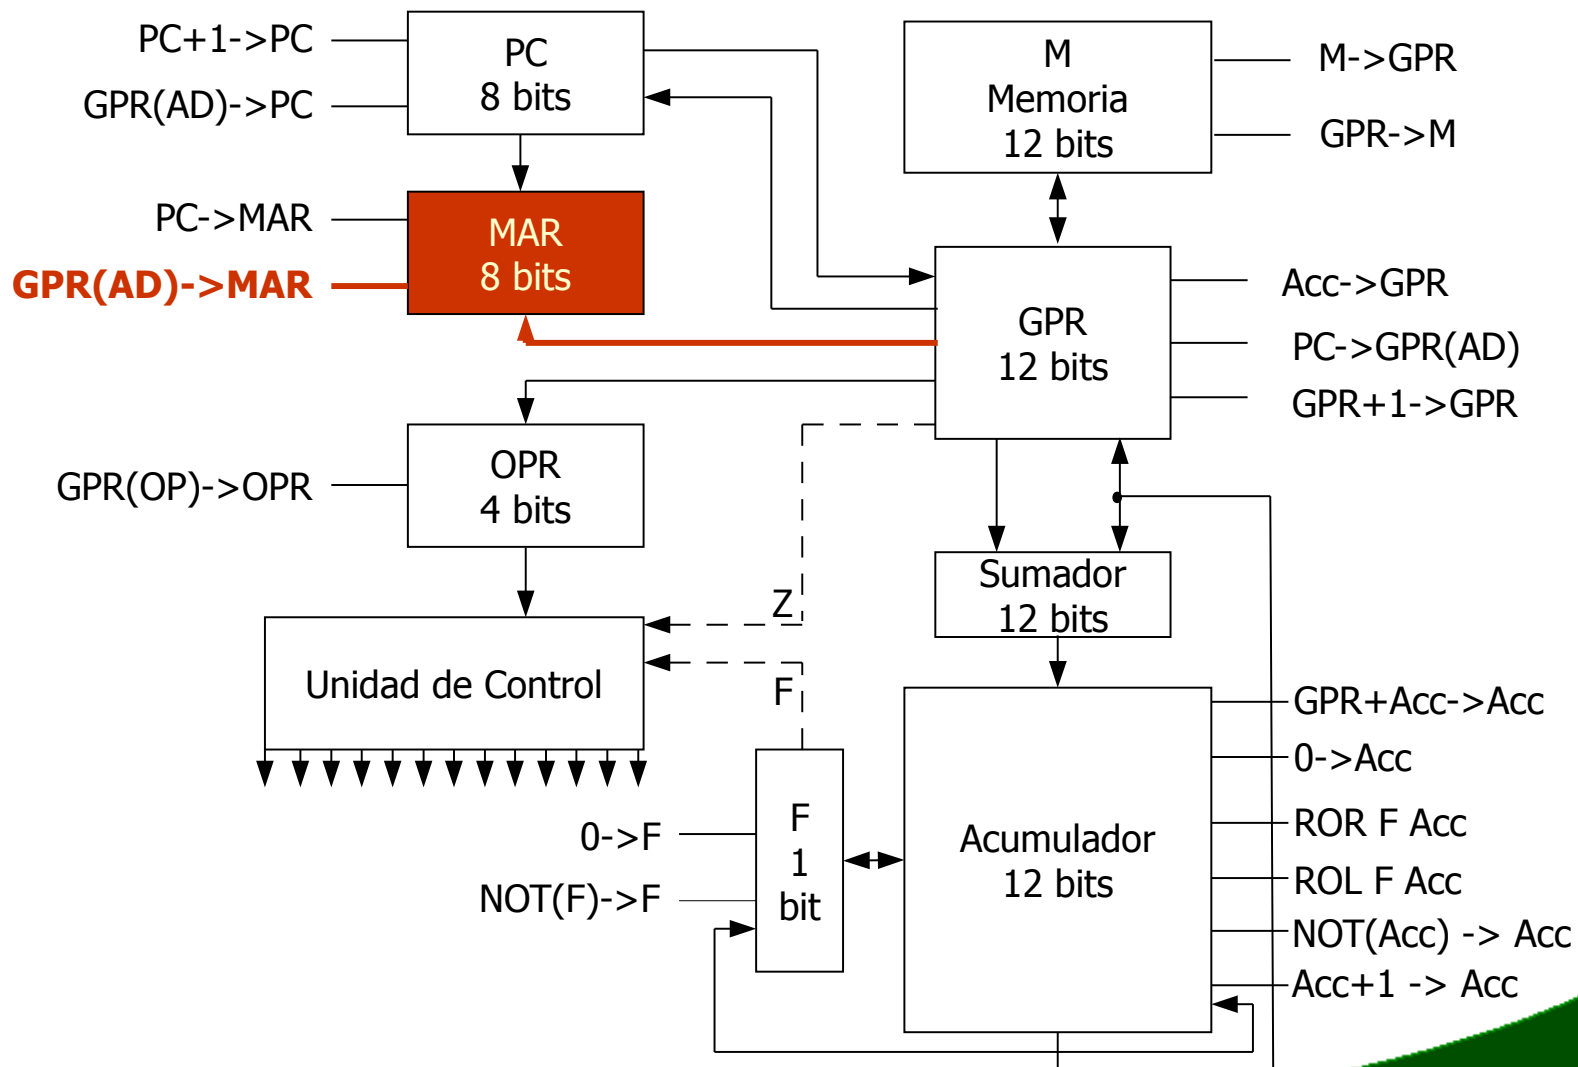 PC+1->PC
GPR(AD)->PC
PC
8 bits
M
Memoria
12 bits
M->GPR
GPR->M
PC->MAR
GPR(AD)->MAR
MAR
8 bits
GPR
12 bits
Acc->GPR
PC->GPR(AD)
GPR+1->GPR
GPR(OP)->OPR
OPR
4 bits
Z
Sumador
12 bits
Unidad de Control
F
0->F
NOT(F)->F
F
1
bit
Acumulador
12 bits
GPR+Acc->Acc
0->Acc
ROR F Acc
ROL F Acc
NOT(Acc) -> Acc
Acc+1 -> Acc